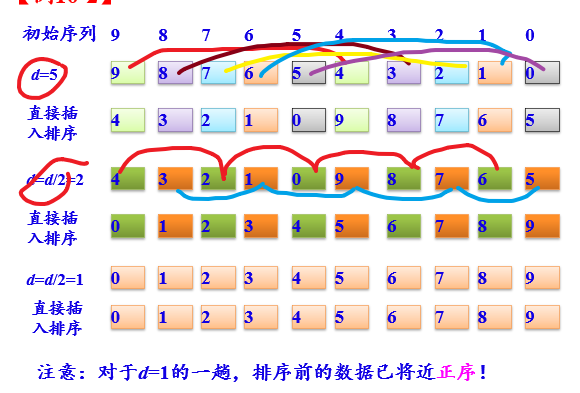 【例10-2】
初始序列 9 8 7 6 5 4 3 2 1 0
d=5 9 8 7 6 5 4 3 2 1 0
直接插
入排序 4 3 2 1 0 9 8 7 6 5
d=d/2=2 4 3 2 1 0 9 8 7 6 5
直接插
入排序 0 1 2 3 4 5 6 7 8 9
d=d/2=1 0 1 2 3 4 5 6 7 8 9
直接插
入排序 0 1 2 3 4 5 6 7 8 9
注意：对于d=1的一趟，排序前的数据已将近正序！